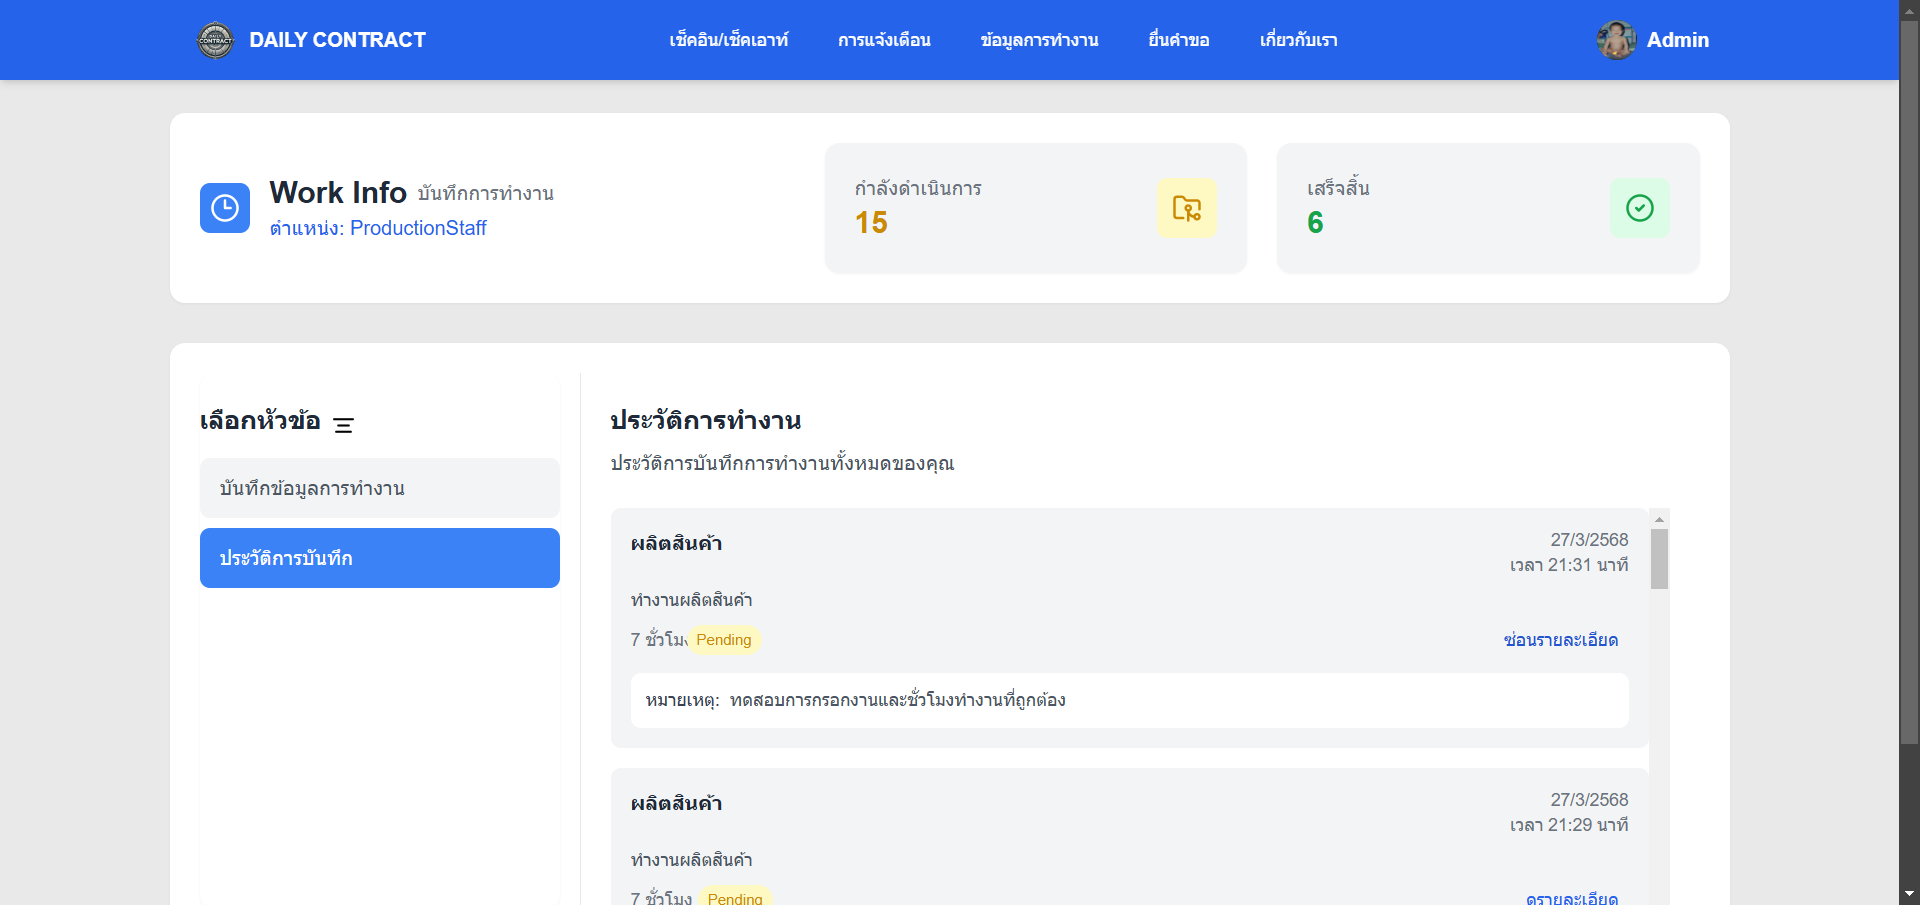 DAILY CONTRACT
เช็คอิน/เช็คเอาท์
การแจ้งเตือน
ข้อมูลการทำงาน
ยื่นคำขอ
เกี่ยวกับเรา
Admin
Work Info บันทึกการทำงาน
ตำแหน่ง: ProductionStaff
กำลังดำเนินการ
15
เสร็จสิ้น
6
เลือกหัวข้อ
บันทึกข้อมูลการทำงาน
ประวัติการบันทึก
ประวัติการทำงาน
ประวัติการบันทึกการทำงานทั้งหมดของคุณ
ผลิตสินค้า
27/3/2568
เวลา 21:31 นาที
ทำงานผลิตสินค้า
7 ชั่วโมง Pending
ซ่อนรายละเอียด
หมายเหตุ: ทดสอบการกรอกงานและชั่วโมงทำงานที่ถูกต้อง
ผลิตสินค้า
27/3/2568
เวลา 21:29 นาที
ทำงานผลิตสินค้า
7 ชั่วโมง Pending
ดูรายละเอียด